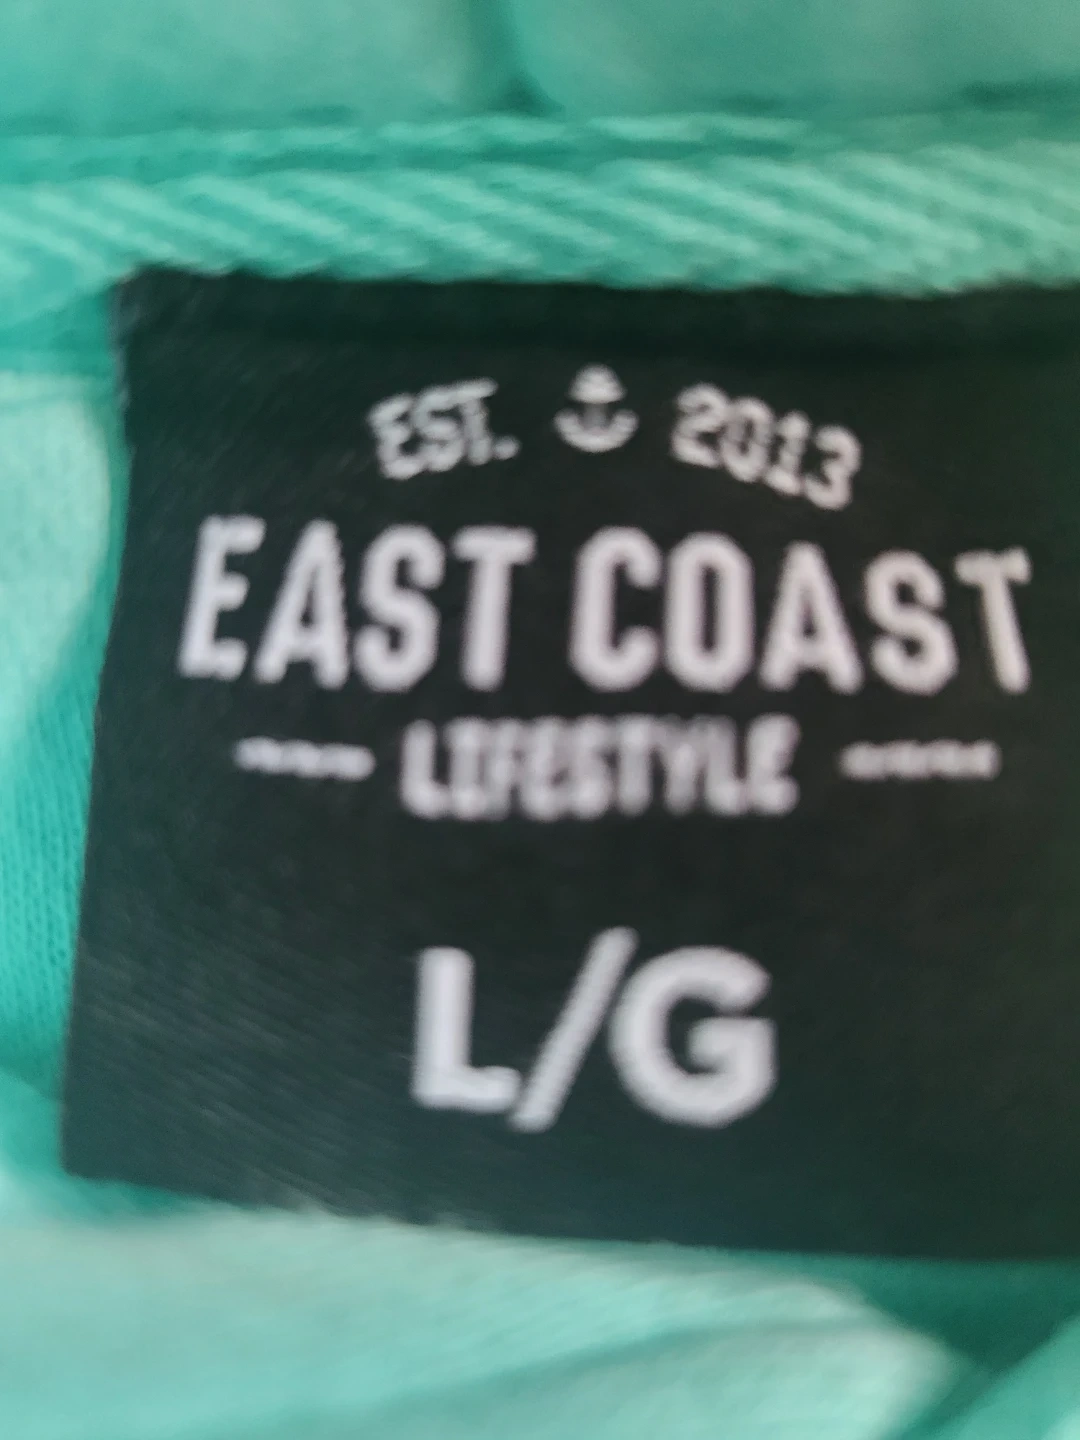 EST. 2013
EAST COAST
LIFESTYLE
L/G